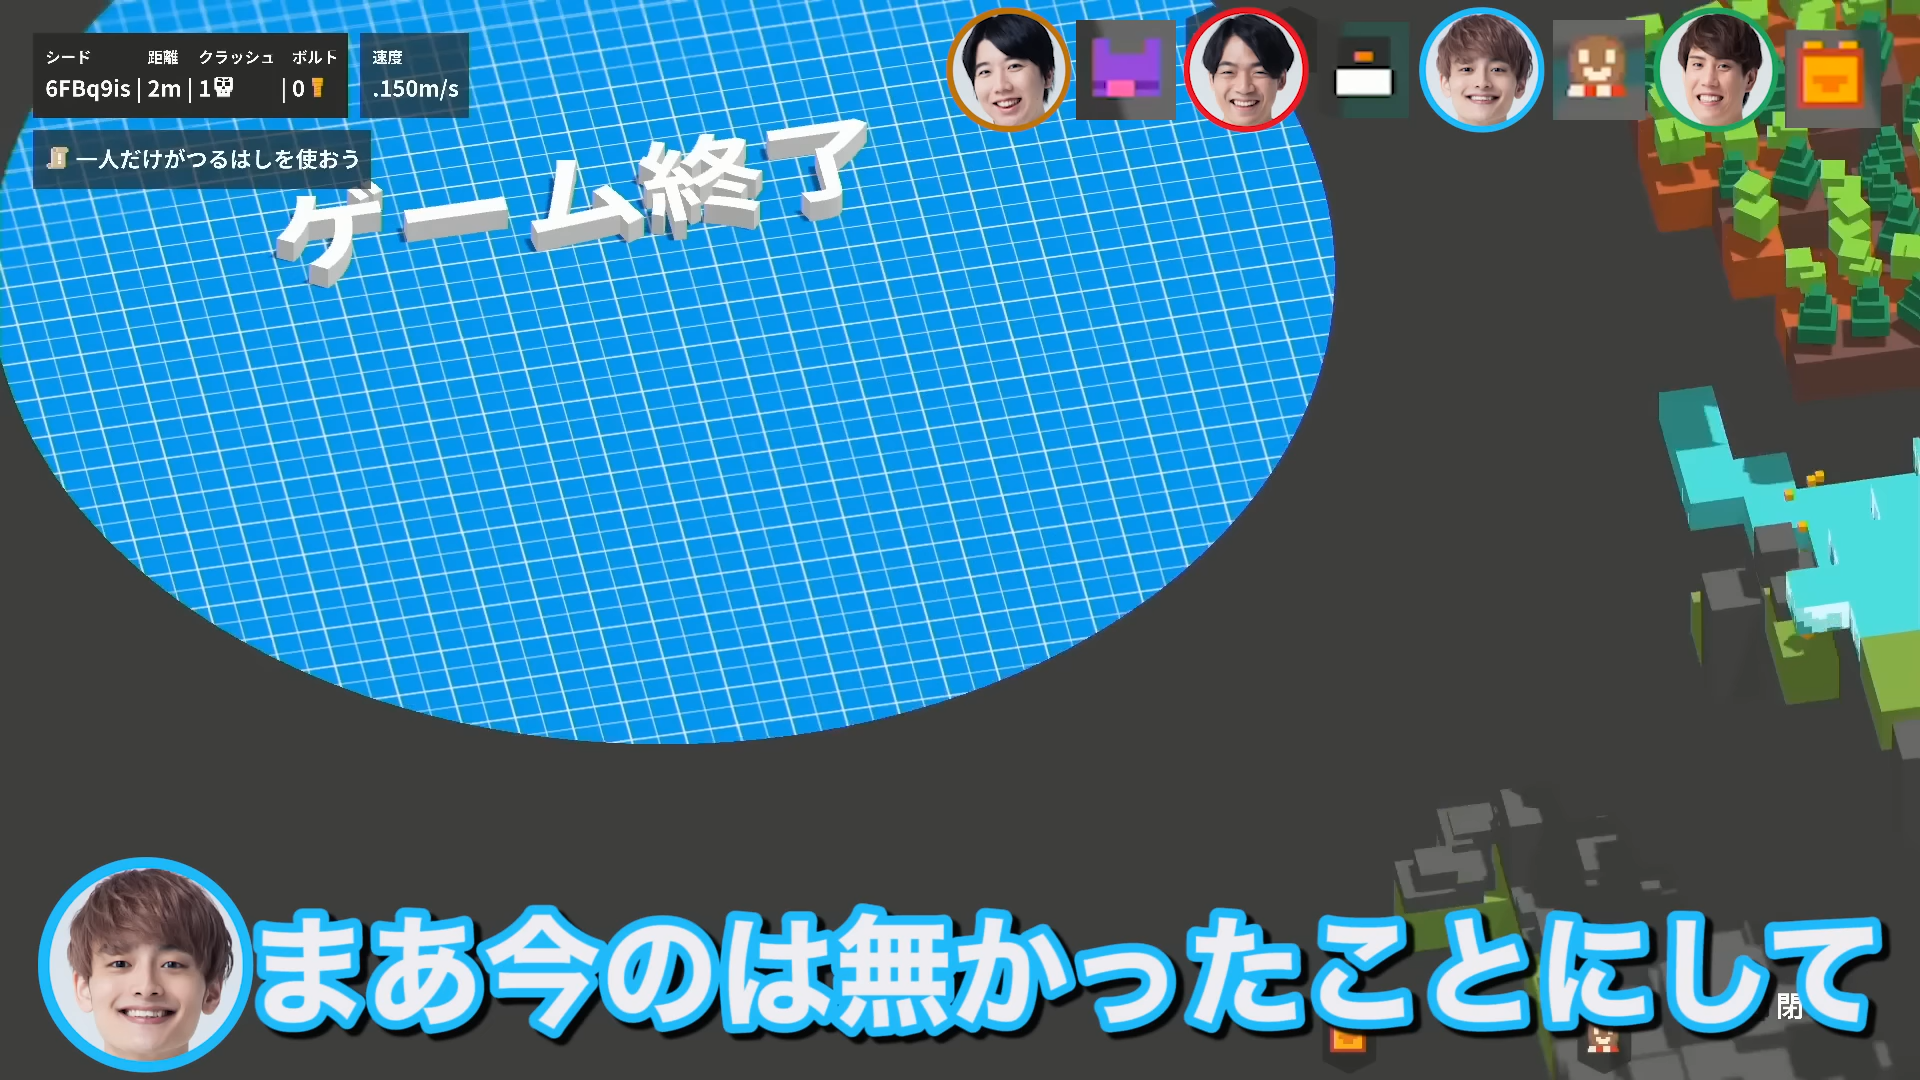 シード 距離 クラッシュ ボルト
6FBq9is | 2m | 1 | 0
速度
.150m/s
一人だけがつるはしを使おう
ゲーム終了
まあ今のは無かったことにして
閉